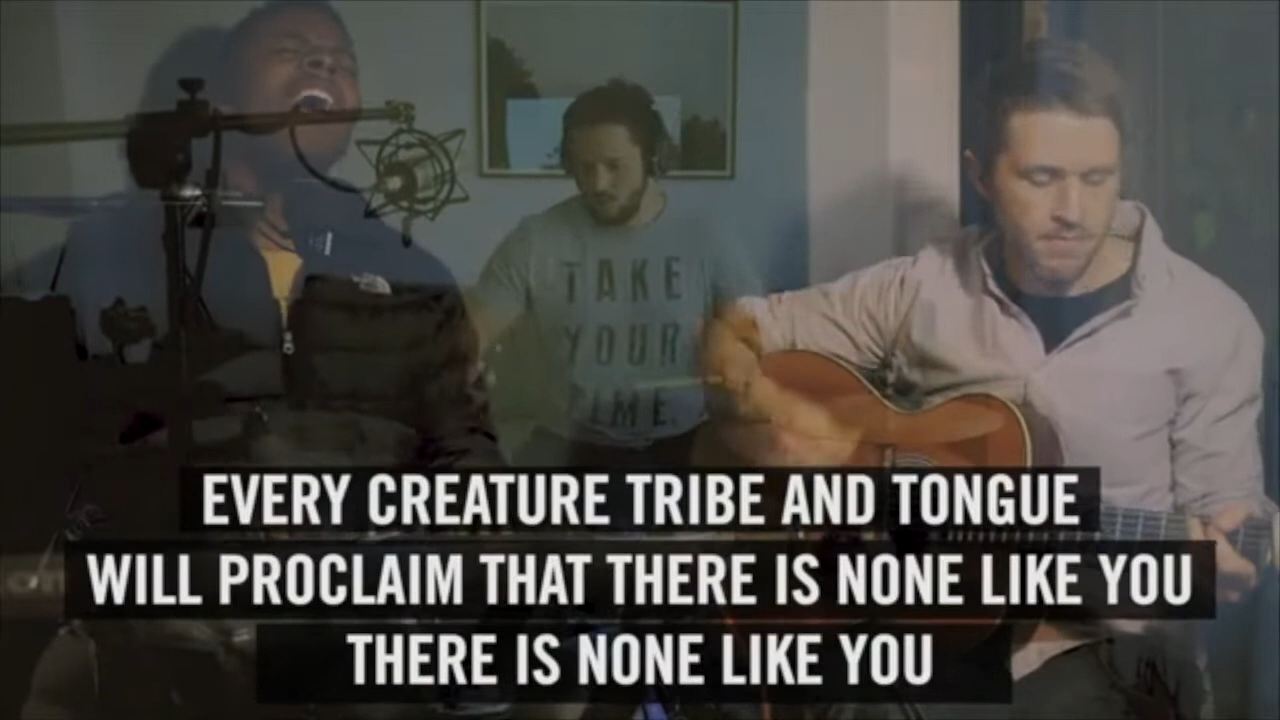 TAKE
YOUR
TIME.
EVERY CREATURE TRIBE AND TONGUE
WILL PROCLAIM THAT THERE IS NONE LIKE YOU
THERE IS NONE LIKE YOU